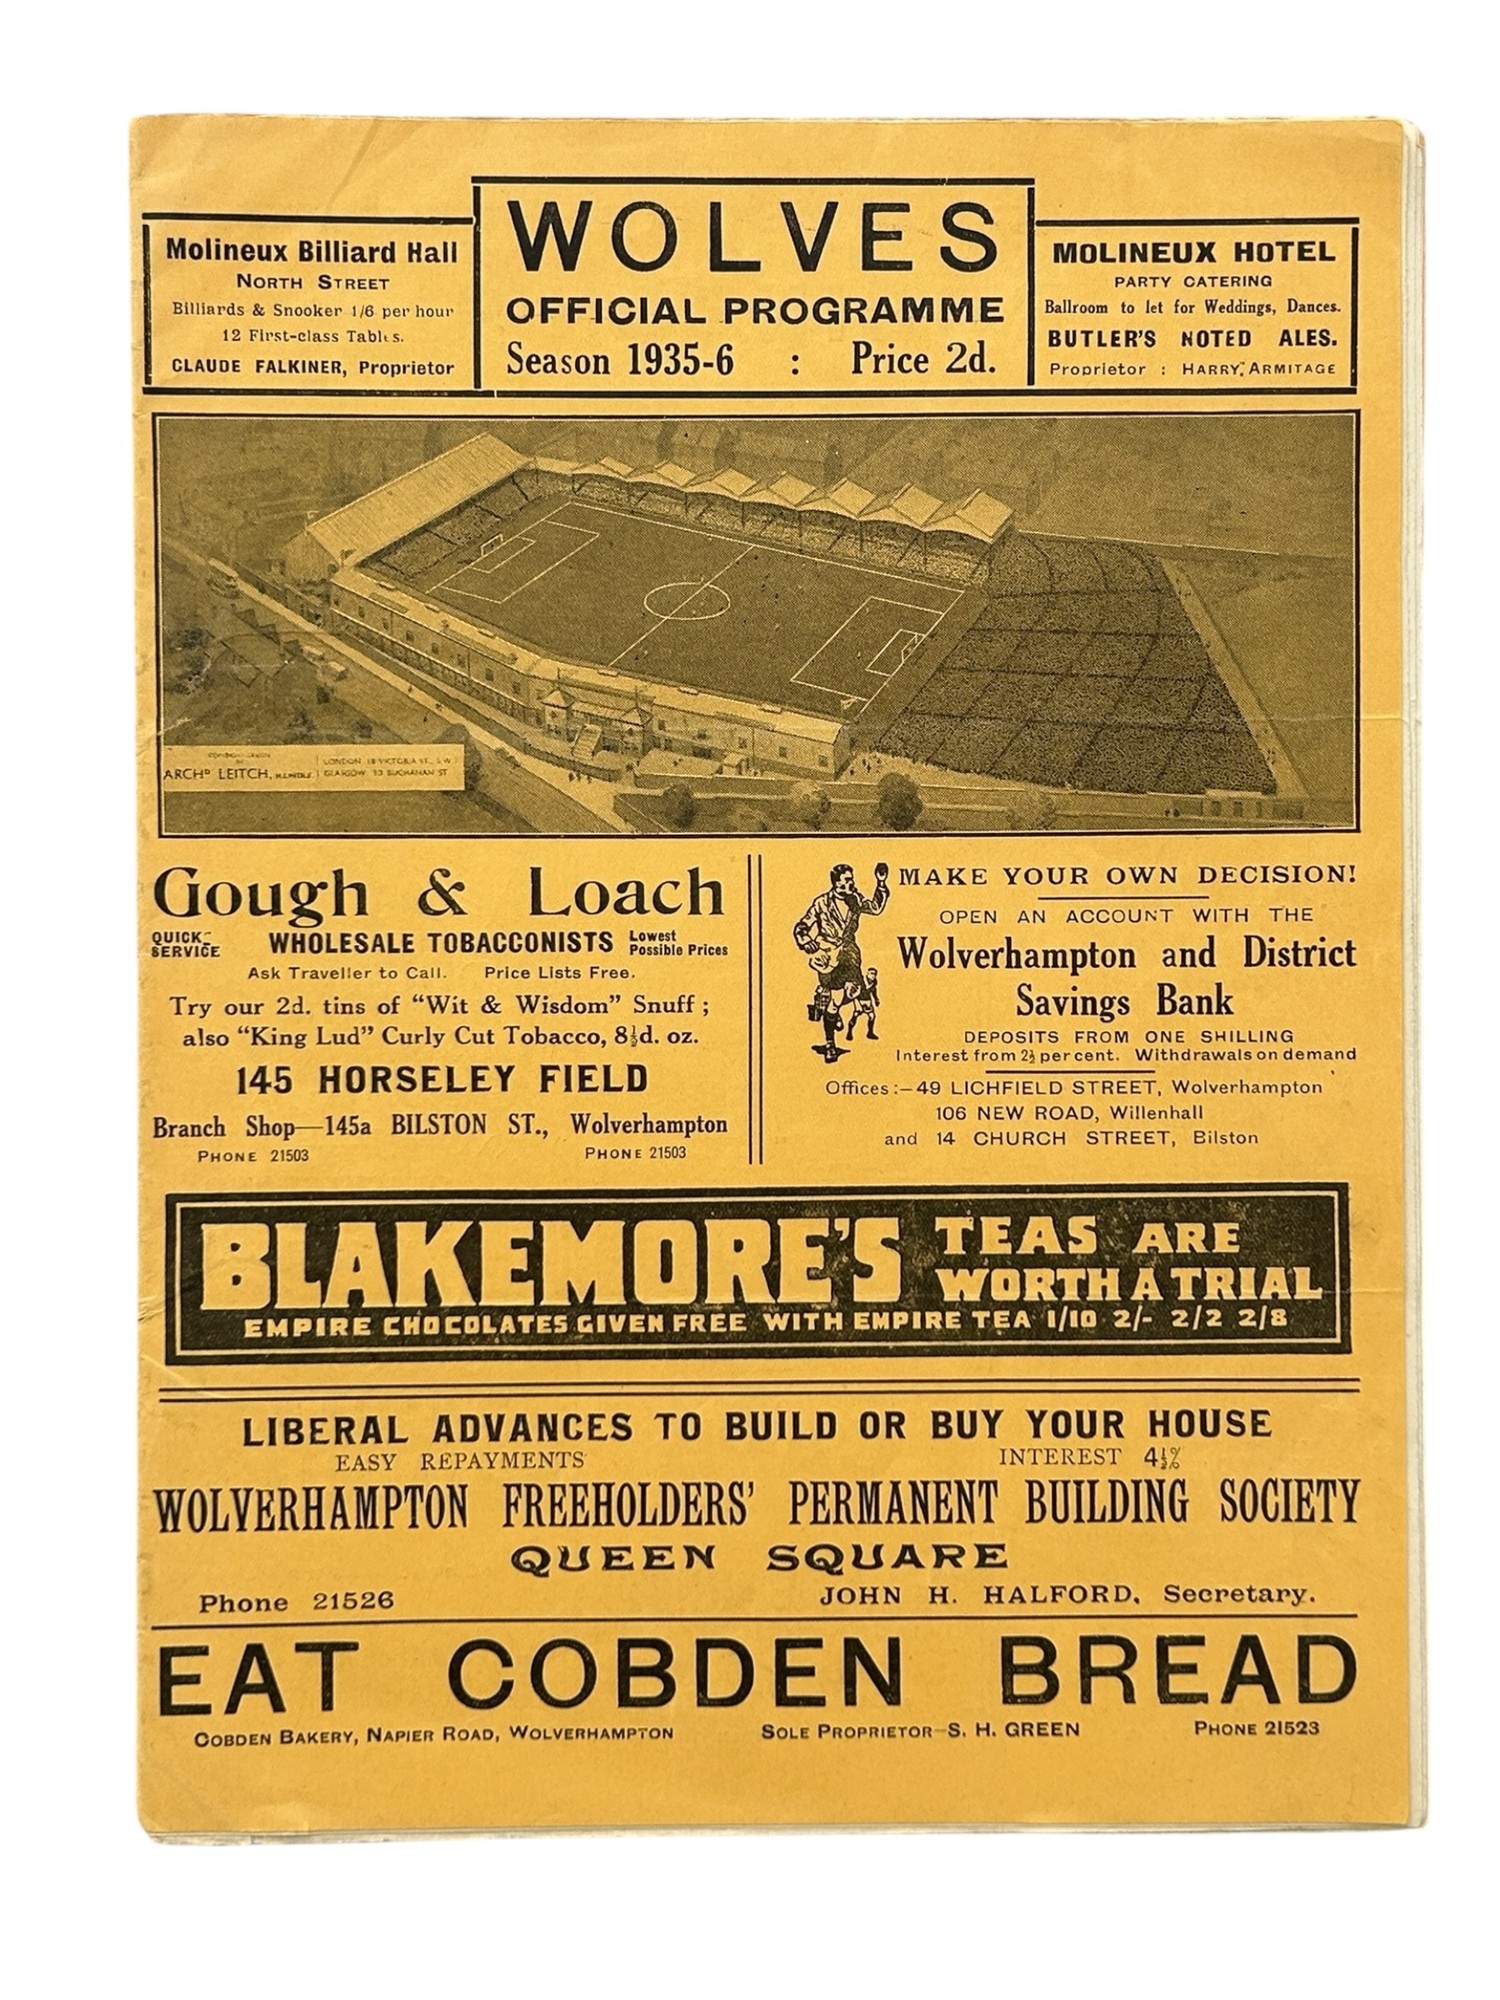 WOLVES
OFFICIAL PROGRAMME
Season 1935-6 : Price 2d.
Molineux Billiard Hall
NORTH STREET
Billiards & Snooker 1/6 per hour
12 First-class Tables.
CLAUDE FALKINER, Proprietor
MOLINEUX HOTEL
PARTY CATERING
Ballroom to let for Weddings, Dances.
BUTLER'S NOTED ALES.
Proprietor : HARRY ARMITAGE
ARCHD LEITCH,
LONDON 18 VICTORIA ST., S W
GLASGOW 53 BUCHANAN ST
Gough & Loach
QUICK-SERVICE WHOLESALE TOBACCONISTS Lowest Possible Prices
Ask Traveller to Call. Price Lists Free.
Try our 2d. tins of "Wit & Wisdom" Snuff ;
also "King Lud" Curly Cut Tobacco, 8½d. oz.
145 HORSELEY FIELD
Branch Shop—145a BILSTON ST., Wolverhampton
PHONE 21503 PHONE 21503
MAKE YOUR OWN DECISION!
OPEN AN ACCOUNT WITH THE
Wolverhampton and District
Savings Bank
DEPOSITS FROM ONE SHILLING
Interest from 2½ per cent. Withdrawals on demand
Offices :— 49 LICHFIELD STREET, Wolverhampton
106 NEW ROAD, Willenhall
and 14 CHURCH STREET, Bilston
BLAKEMORE'S TEAS ARE
WORTH A TRIAL
EMPIRE CHOCOLATES GIVEN FREE WITH EMPIRE TEA 1/10 2/- 2/2 2/8
LIBERAL ADVANCES TO BUILD OR BUY YOUR HOUSE
EASY REPAYMENTS INTEREST 4½%
WOLVERHAMPTON FREEHOLDERS' PERMANENT BUILDING SOCIETY
QUEEN SQUARE
Phone 21526 JOHN H. HALFORD, Secretary.
EAT COBDEN BREAD
COBDEN BAKERY, NAPIER ROAD, WOLVERHAMPTON SOLE PROPRIETOR—S. H. GREEN PHONE 21523